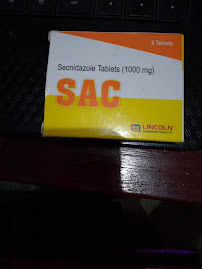 2 Tablets
Secnidazole Tablets (1000 mg)
SAC
LINCOLN